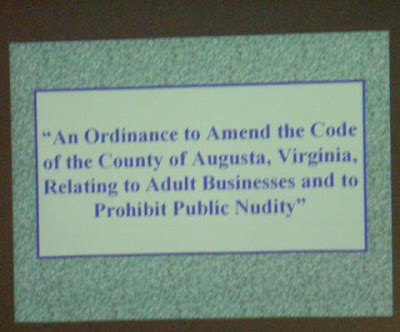 “An Ordinance to Amend the Code
of the County of Augusta, Virginia,
Relating to Adult Businesses and to
Prohibit Public Nudity”